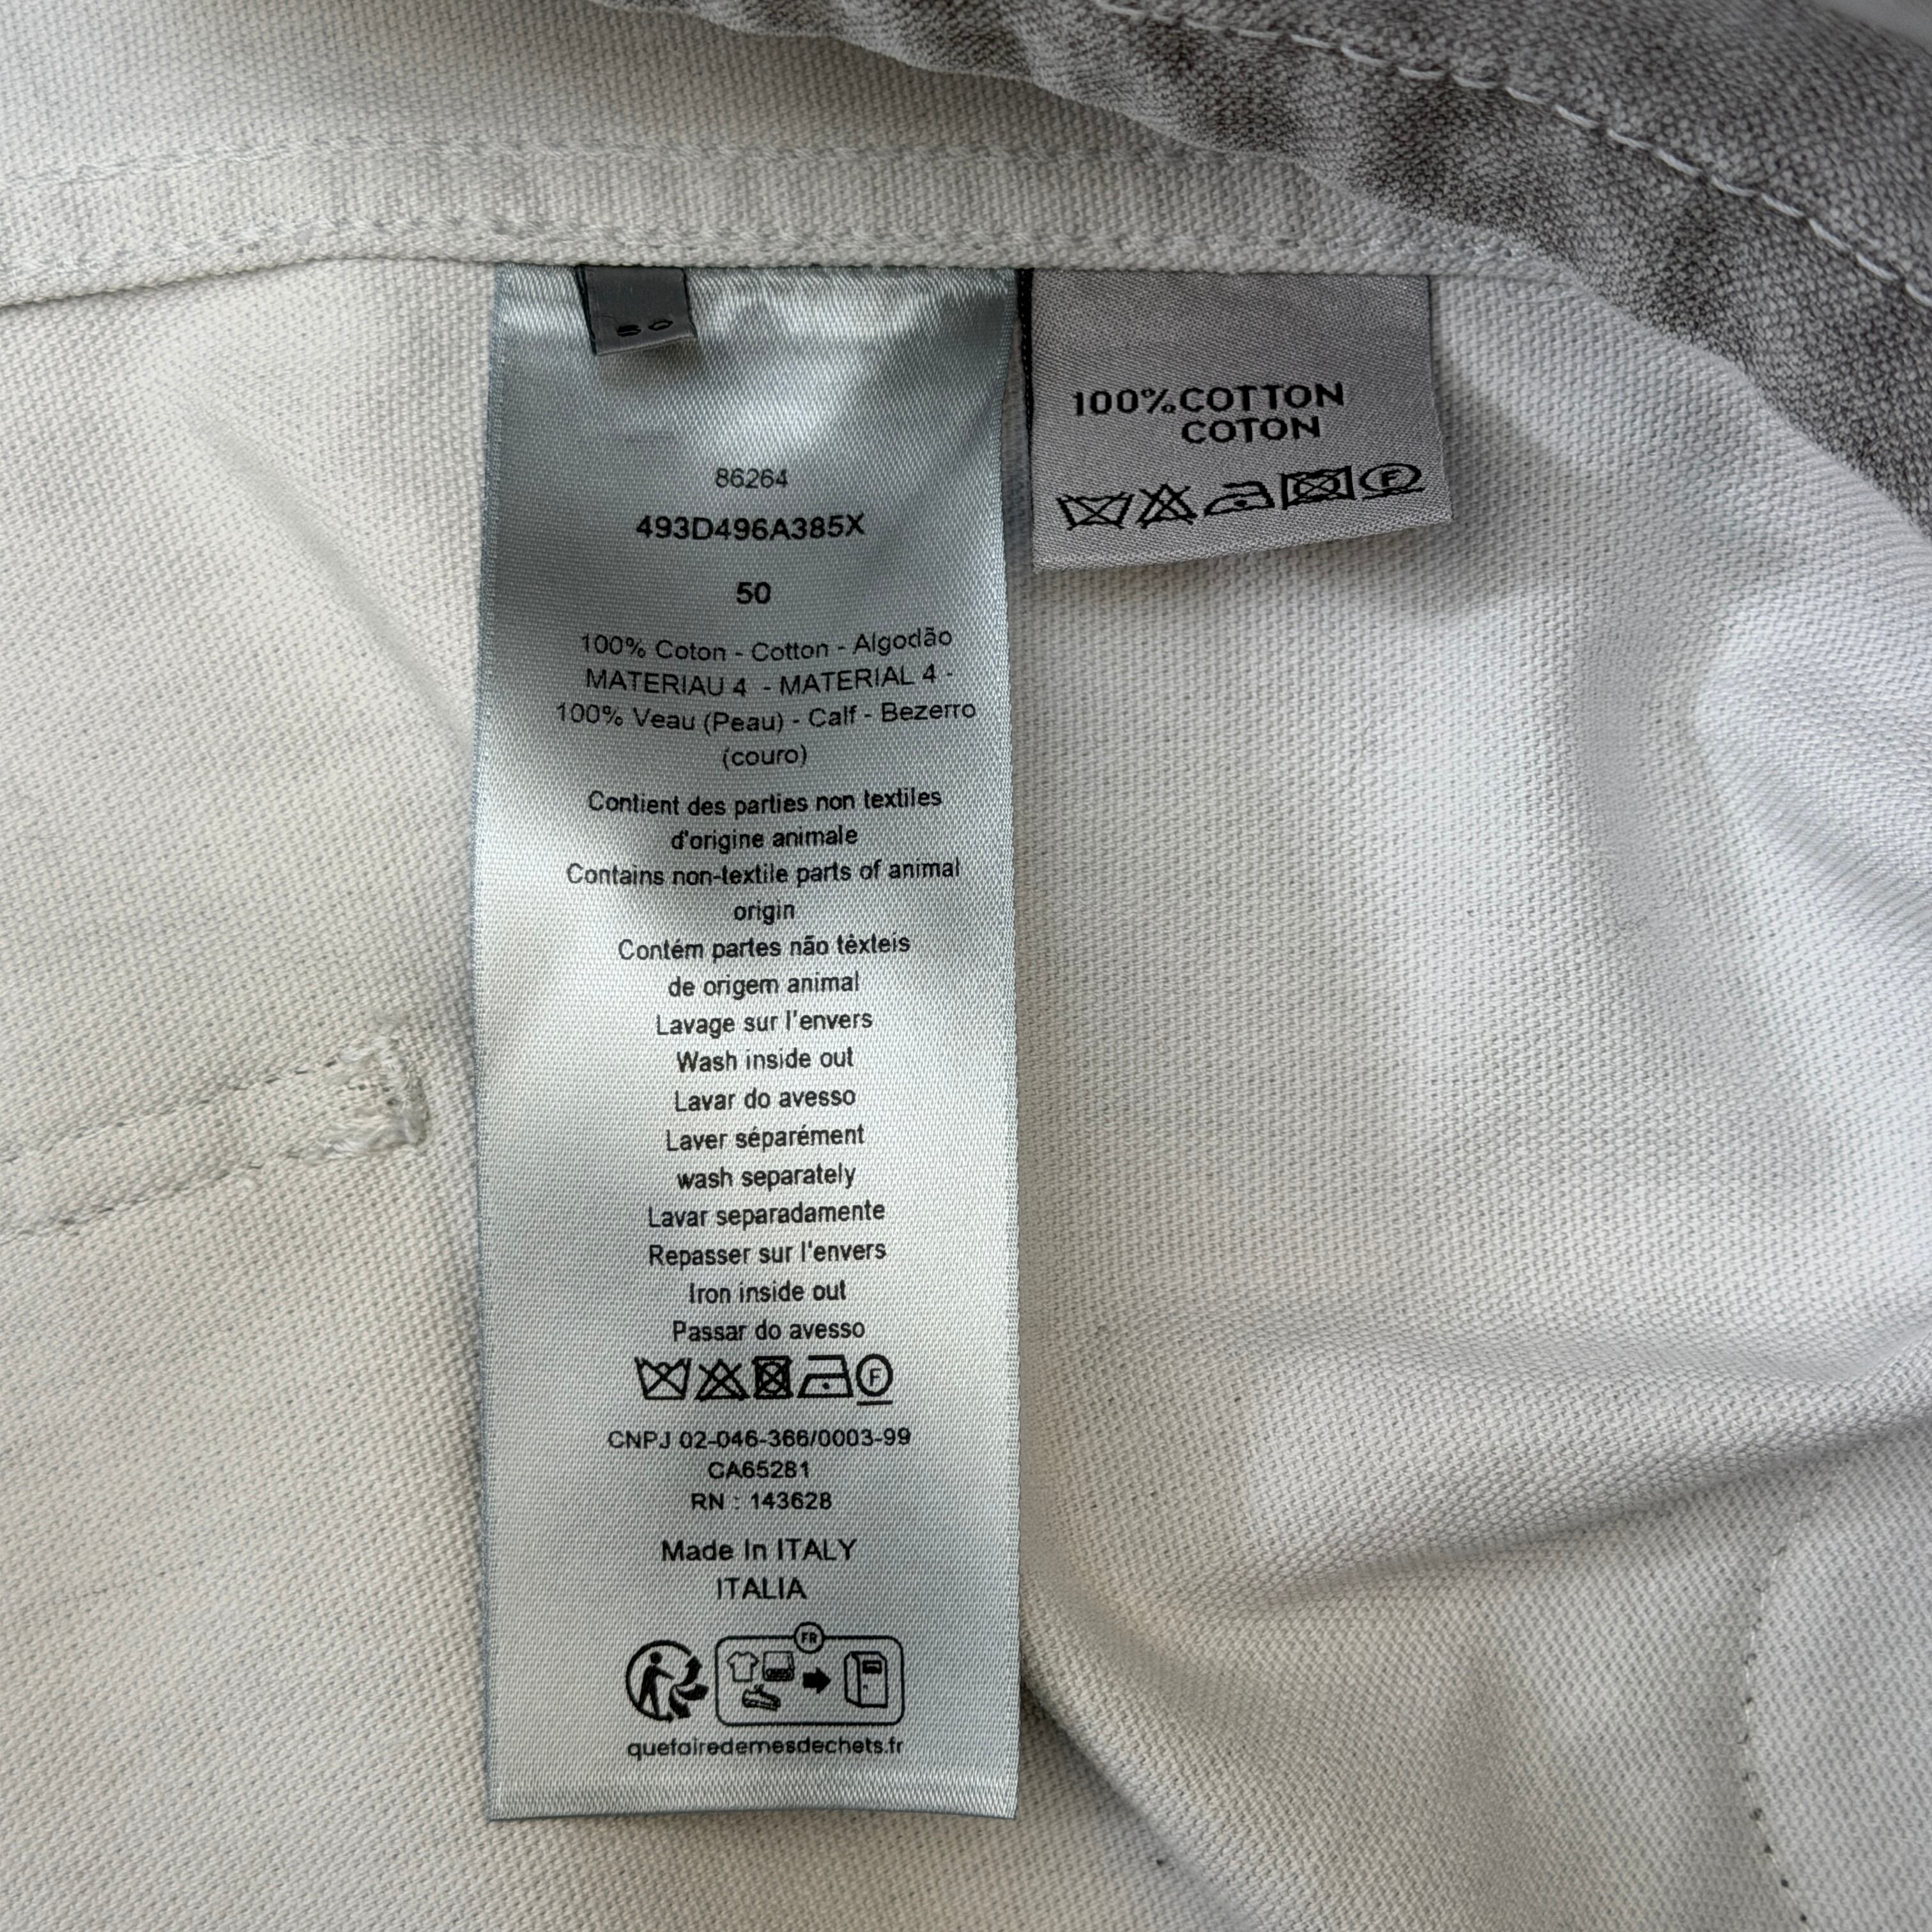 50
86264
493D496A385X
50
100% Coton - Cotton - Algodão
MATERIAU 4 - MATERIAL 4 -
100% Veau (Peau) - Calf - Bezerro
(couro)
Contient des parties non textiles
d'origine animale
Contains non-textile parts of animal
origin
Contém partes não têxteis
de origem animal
Lavage sur l'envers
Wash inside out
Lavar do avesso
Laver séparément
wash separately
Lavar separadamente
Repasser sur l'envers
Iron inside out
Passar do avesso
F
CNPJ 02-046-366/0003-99
CA65281
RN : 143628
Made In ITALY
ITALIA
FR
quefairedemesdechets.fr
100% COTTON
COTON
F